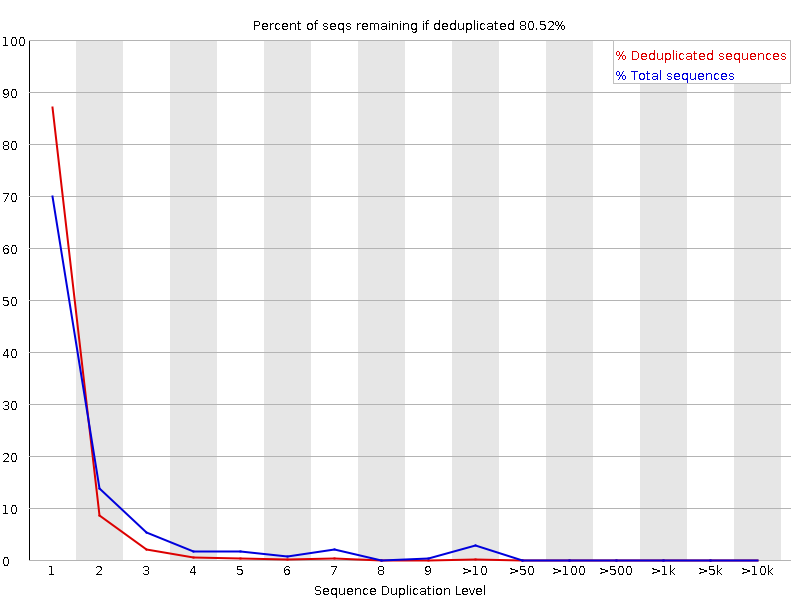 Percent of seqs remaining if deduplicated 80.52%
% Deduplicated sequences
% Total sequences
100
90
80
70
60
50
40
30
20
10
0
1 2 3 4 5 6 7 8 9 >10 >50 >100 >500 >1k >5k >10k
Sequence Duplication Level